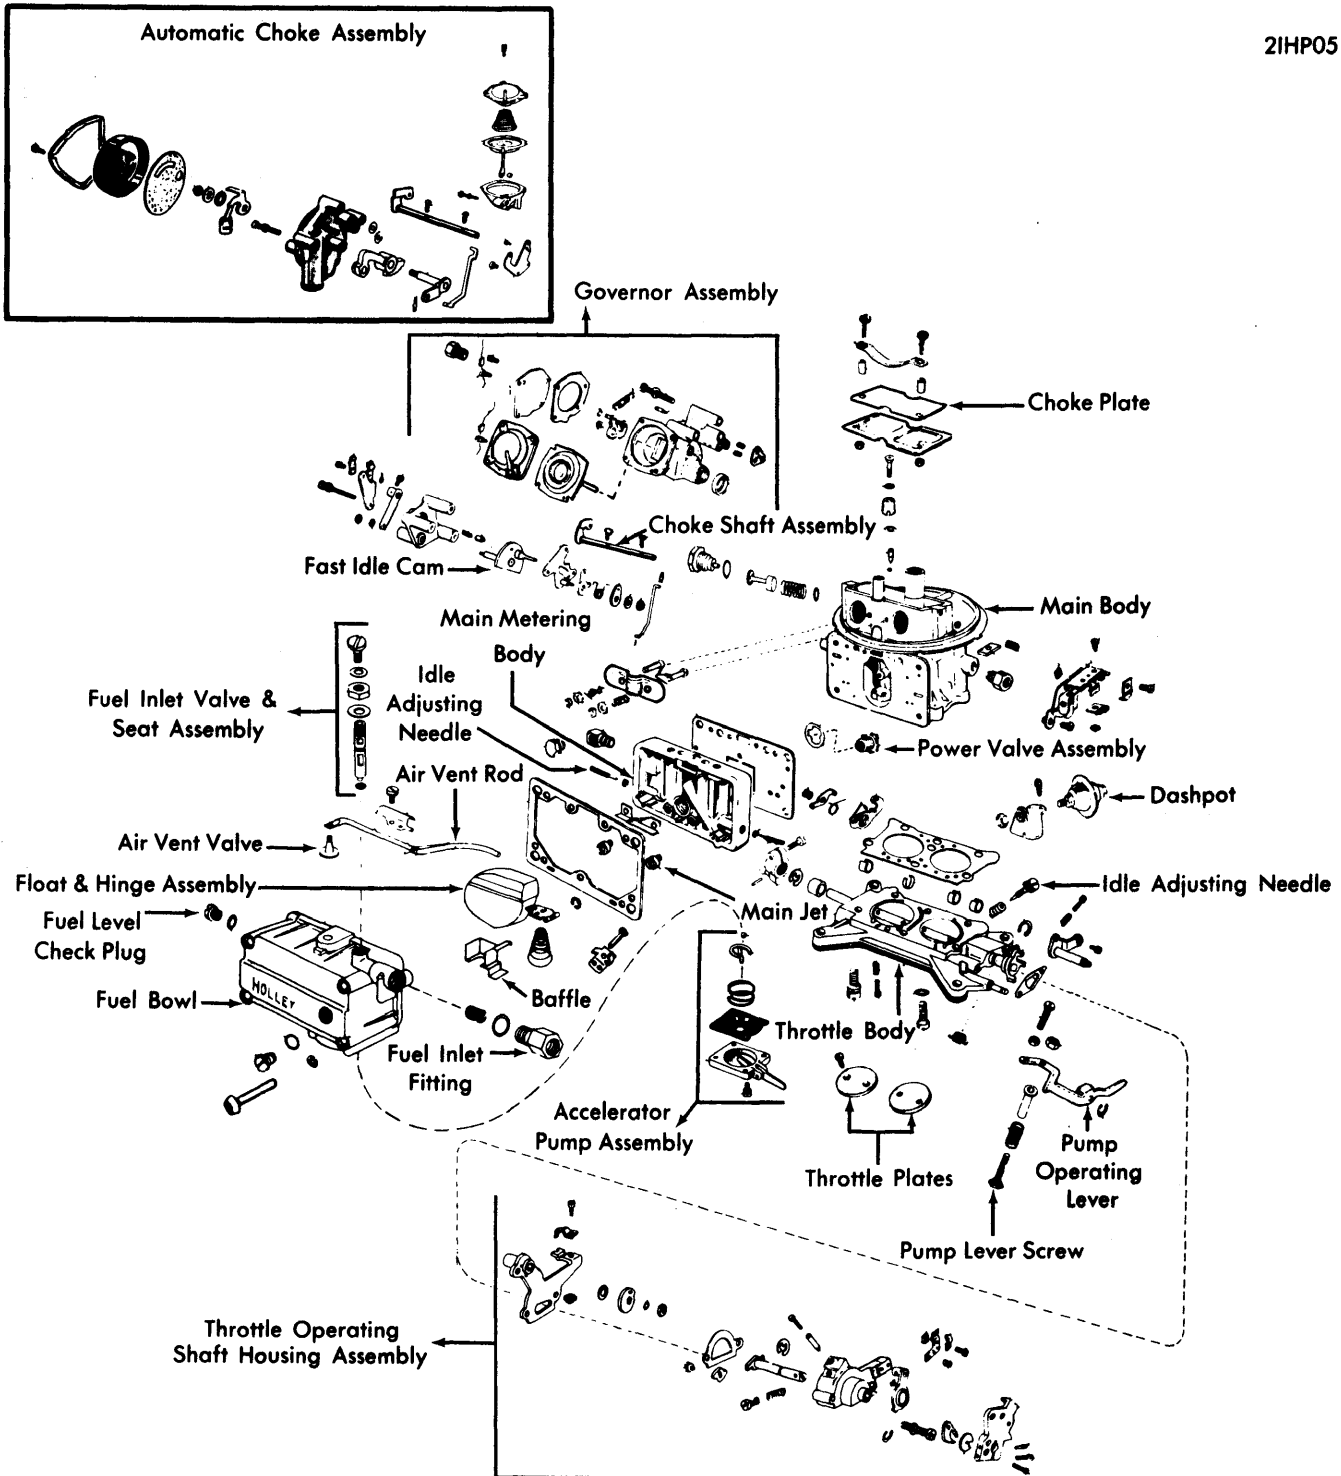 Automatic Choke Assembly
2IHP05
Governor Assembly
Choke Plate
Choke Shaft Assembly
Fast Idle Cam
Main Body
Main Metering
Body
Idle
Adjusting
Needle
Fuel Inlet Valve &
Seat Assembly
Power Valve Assembly
Air Vent Rod
Dashpot
Air Vent Valve
Float & Hinge Assembly
Idle Adjusting Needle
Fuel Level
Check Plug
Main Jet
HOLLEY
Fuel Bowl
Baffle
Throttle Body
Fuel Inlet
Fitting
Accelerator
Pump Assembly
Pump
Operating
Lever
Throttle Plates
Pump Lever Screw
Throttle Operating
Shaft Housing Assembly